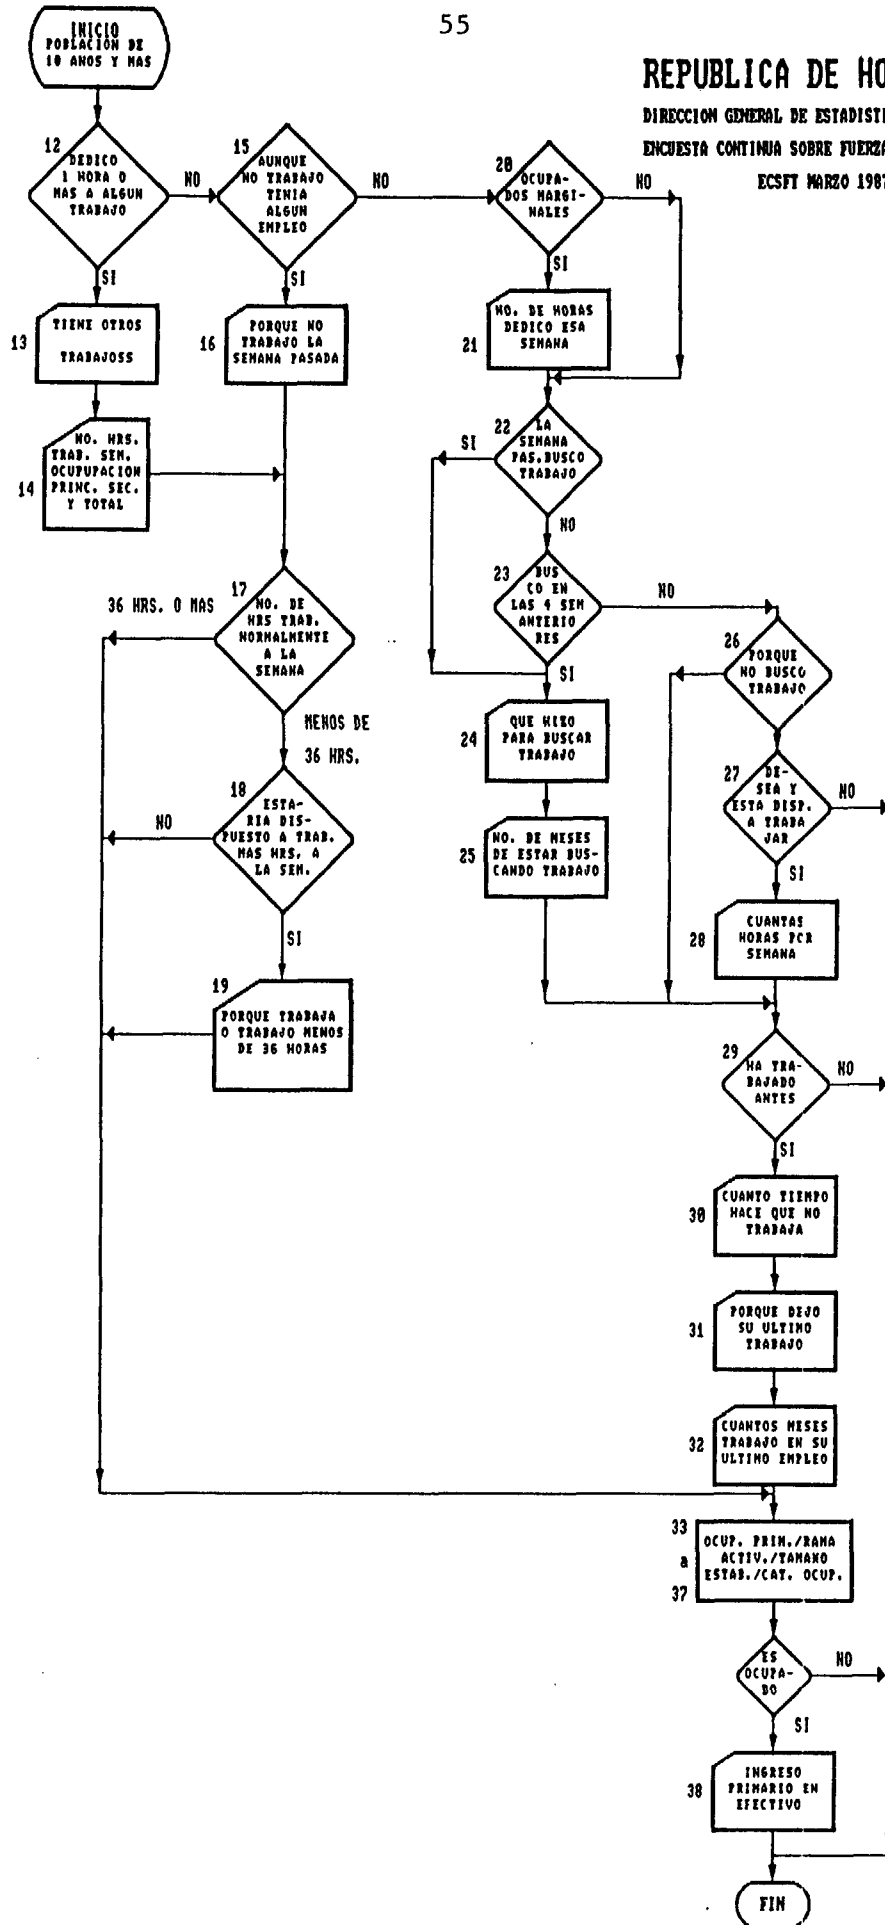 55
REPUBLICA DE HO
DIRECCION GENERAL DE ESTADISTI
ENCUESTA CONTINUA SOBRE FUERZA
ECSFT MARZO 1987
INICIO
POBLACION DE
10 ANOS Y MAS
12
DEDICO
1 HORA O
MAS A ALGUN
TRABAJO
NO
SI
13
TIENE OTROS
TRABAJOSS
14
NO. HRS.
TRAB. SEM.
OCUPUPACION
PRINC. SEC.
Y TOTAL
15
AUNQUE
NO TRABAJO
TENIA
ALGUN
EMPLEO
NO
SI
16
PORQUE NO
TRABAJO LA
SEMANA PASADA
17
NO. DE
HRS TRAB.
NORMALMENTE
A LA
SEMANA
36 HRS. O MAS
MENOS DE
36 HRS.
18
ESTA-
RIA DIS-
PUESTO A TRAB.
MAS HRS. A
LA SEM.
NO
SI
19
PORQUE TRABAJA
O TRABAJO MENOS
DE 36 HORAS
20
OCUPA-
DOS MARGI-
NALES
NO
SI
21
NO. DE HORAS
DEDICO ESA
SEMANA
22
LA
SEMANA
PAS.BUSCO
TRABAJO
SI
NO
23
BUS
CO EN
LAS 4 SEM
ANTERIO
RES
NO
SI
24
QUE HIZO
PARA BUSCAR
TRABAJO
25
NO. DE MESES
DE ESTAR BUS-
CANDO TRABAJO
26
PORQUE
NO BUSCO
TRABAJO
27
DE-
SEA Y
ESTA DISP.
A TRABA
JAR
NO
SI
28
CUANTAS
HORAS PCR
SEMANA
29
HA TRA-
BAJADO
ANTES
NO
SI
30
CUANTO TIEMPO
HACE QUE NO
TRABAJA
31
PORQUE DEJO
SU ULTIMO
TRABAJO
32
CUANTOS MESES
TRABAJO EN SU
ULTIMO EMPLEO
33
a
37
OCUP. PRIN./RAMA
ACTIV./TAMANO
ESTAB./CAT. OCUP.
ES
OCUPA-
DO
NO
SI
38
INGRESO
PRIMARIO EN
EFECTIVO
FIN